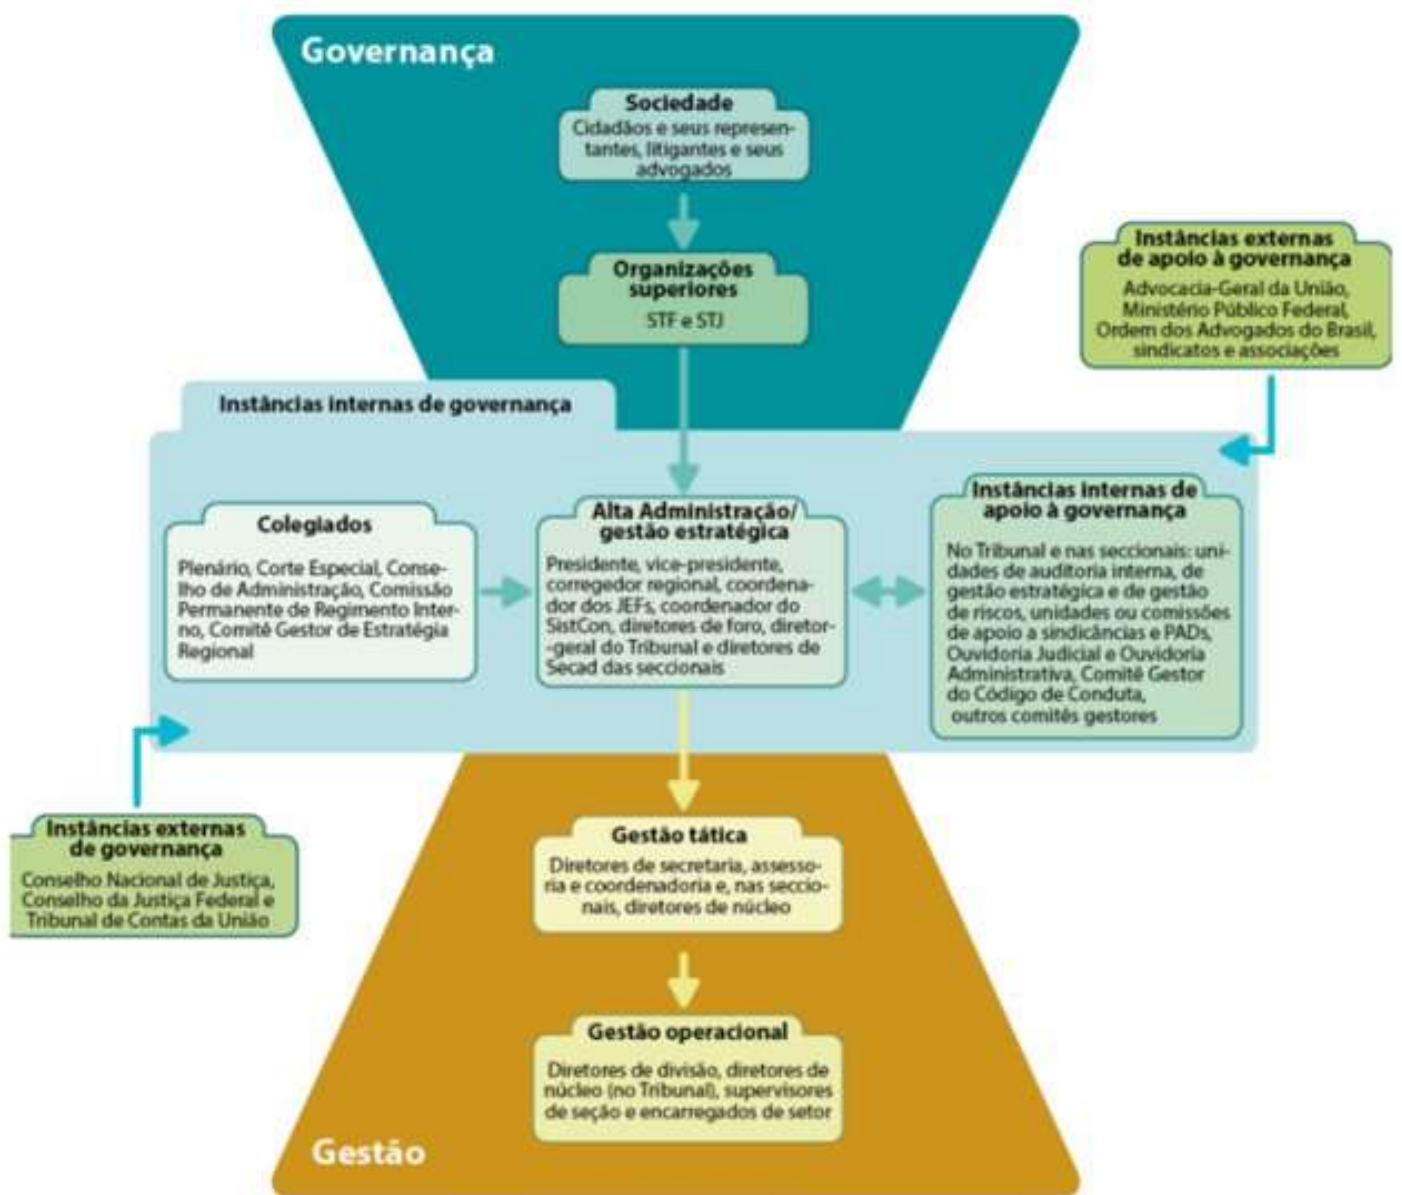 Governança
Sociedade
Cidadãos e seus represen-
tantes, litigantes e seus
advogados
Organizações
superiores
STF e STJ
Instâncias externas
de apoio à governança
Advocacia-Geral da União,
Ministério Público Federal,
Ordem dos Advogados do Brasil,
sindicatos e associações
Instâncias internas de governança
Colegiados
Plenário, Corte Especial, Conse-
lho de Administração, Comissão
Permanente de Regimento Inter-
no, Comitê Gestor de Estratégia
Regional
Alta Administração/
gestão estratégica
Presidente, vice-presidente,
corregedor regional, coordena-
dor dos JEFs, coordenador do
SistCon, diretores de foro, diretor-
-geral do Tribunal e diretores de
Secad das seccionais
Instâncias internas de
apoio à governança
No Tribunal e nas seccionais: uni-
dades de auditoria interna, de
gestão estratégica e de gestão
de riscos, unidades ou comissões
de apoio a sindicâncias e PADs,
Ouvidoria Judicial e Ouvidoria
Administrativa, Comitê Gestor
do Código de Conduta,
outros comitês gestores
Instâncias externas
de governança
Conselho Nacional de Justiça,
Conselho da Justiça Federal e
Tribunal de Contas da União
Gestão tática
Diretores de secretaria, assesso-
ria e coordenadoria e, nas seccio-
nais, diretores de núcleo
Gestão operacional
Diretores de divisão, diretores de
núcleo (no Tribunal), supervisores
de seção e encarregados de setor
Gestão